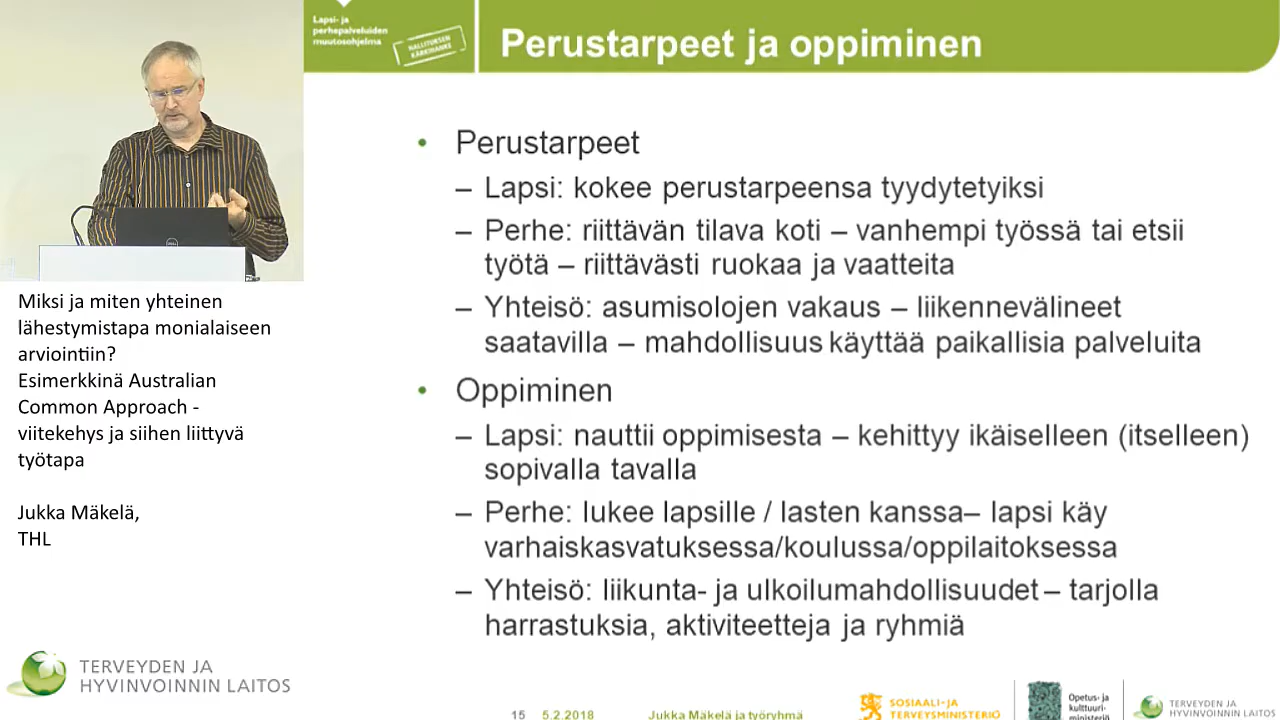 Lapsi- ja
perhepalveluiden
muutosohjelma
HALLITUKSEN
KÄRKIHANKE
Perustarpeet ja oppiminen
• Perustarpeet
– Lapsi: kokee perustarpeensa tyydytetyiksi
– Perhe: riittävän tilava koti – vanhempi työssä tai etsii
työtä – riittävästi ruokaa ja vaatteita
– Yhteisö: asumisolojen vakaus – liikennevälineet
saatavilla – mahdollisuus käyttää paikallisia palveluita
• Oppiminen
– Lapsi: nauttii oppimisesta – kehittyy ikäiselleen (itselleen)
sopivalla tavalla
– Perhe: lukee lapsille / lasten kanssa– lapsi käy
varhaiskasvatuksessa/koulussa/oppilaitoksessa
– Yhteisö: liikunta- ja ulkoilumahdollisuudet – tarjolla
harrastuksia, aktiviteetteja ja ryhmiä
Miksi ja miten yhteinen
lähestymistapa monialaiseen
arviointiin?
Esimerkkinä Australian
Common Approach -
viitekehys ja siihen liittyvä
työtapa
Jukka Mäkelä,
THL
TERVEYDEN JA
HYVINVOINNIN LAITOS
15 5.2.2018 Jukka Mäkelä ja työryhmä
SOSIAALI- JA
TERVEYSMINISTERIÖ
Opetus- ja
kulttuuri-
ministeriö
TERVEYDEN JA
HYVINVOINNIN LAITOS